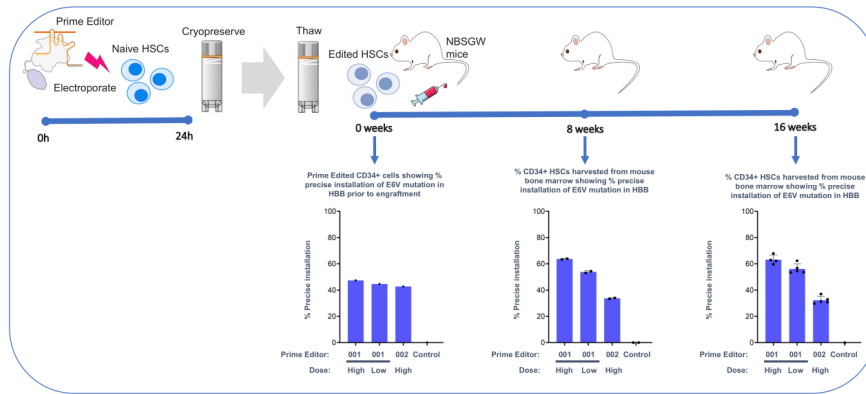 Prime Editor
Naive HSCs
Electroporate
Cryopreserve
Thaw
Edited HSCs
NBSGW
mice
0h
24h
0 weeks
8 weeks
16 weeks
Prime Edited CD34+ cells showing %
precise installation of E6V mutation in
HBB prior to engraftment
% Precise installation
100
80
60
40
20
0
Prime Editor: 001 001 002 Control
Dose: High Low High
% CD34+ HSCs harvested from mouse
bone marrow showing % precise
installation of E6V mutation in HBB
% Precise installation
100
80
60
40
20
0
Prime Editor: 001 001 002 Control
Dose: High Low High
% CD34+ HSCs harvested from mouse
bone marrow showing % precise
installation of E6V mutation in HBB
% Precise installation
100
80
60
40
20
0
Prime Editor: 001 001 002 Control
Dose: High Low High